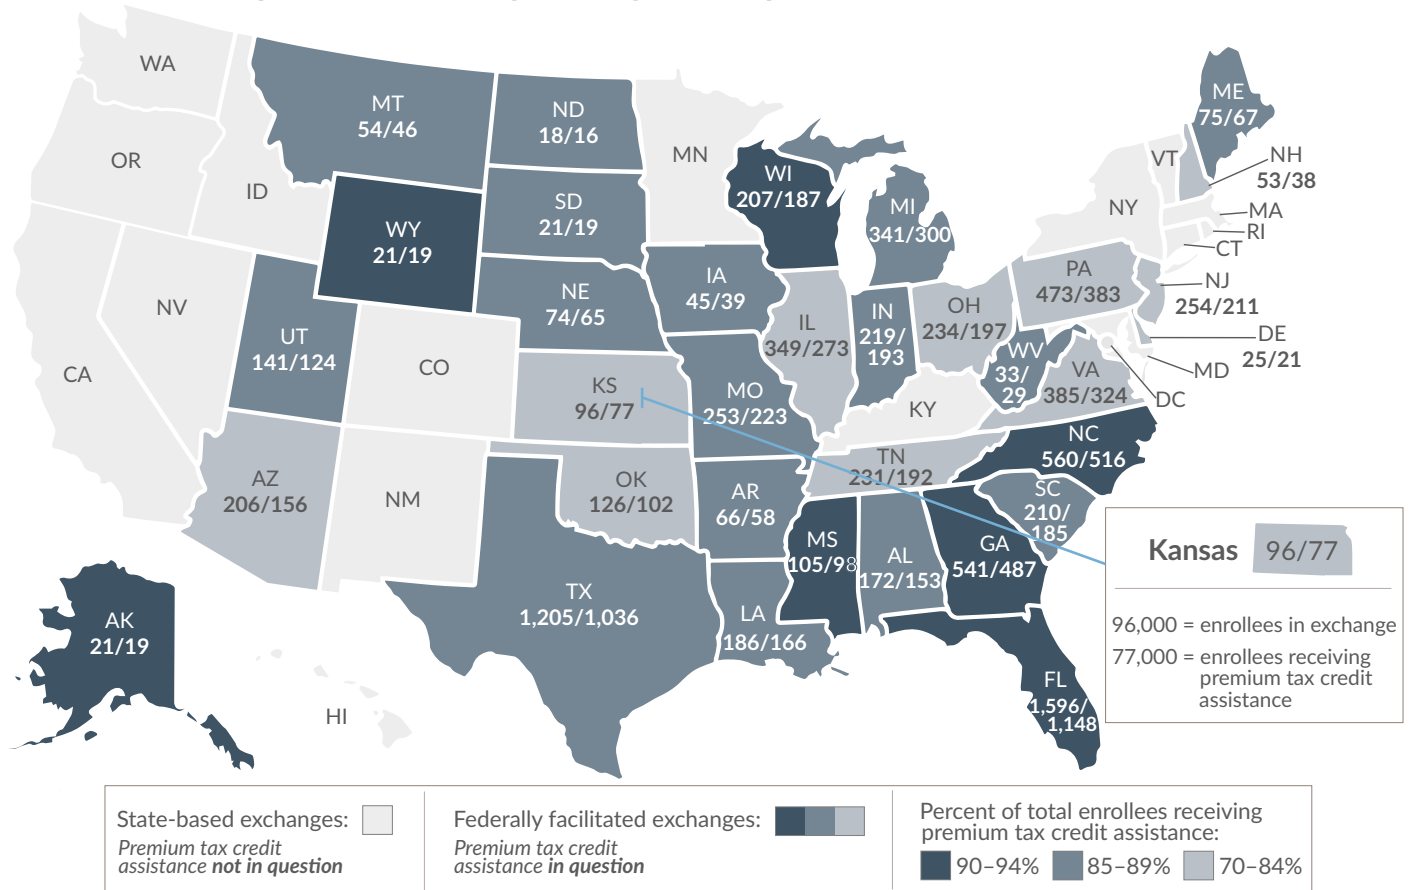 WA
OR
CA
NV
ID
MT
54/46
WY
21/19
UT
141/124
AZ
206/156
CO
NM
ND
18/16
SD
21/19
NE
74/65
KS
96/77
OK
126/102
TX
1,205/1,036
MN
IA
45/39
MO
253/223
AR
66/58
LA
186/166
WI
207/187
IL
349/273
MI
341/300
IN
219/
193
OH
234/197
KY
TN
231/192
MS
105/98
AL
172/153
GA
541/487
FL
1,596/
1,148
SC
210/
185
NC
560/516
VA
385/324
WV
33/
29
PA
473/383
NY
VT
ME
75/67
NH
53/38
MA
RI
CT
NJ
254/211
DE
25/21
MD
DC
AK
21/19
HI
Kansas 96/77
96,000 = enrollees in exchange
77,000 = enrollees receiving
premium tax credit
assistance
State-based exchanges:
Premium tax credit
assistance not in question
Federally facilitated exchanges:
Premium tax credit
assistance in question
Percent of total enrollees receiving
premium tax credit assistance:
90–94% 85–89% 70–84%